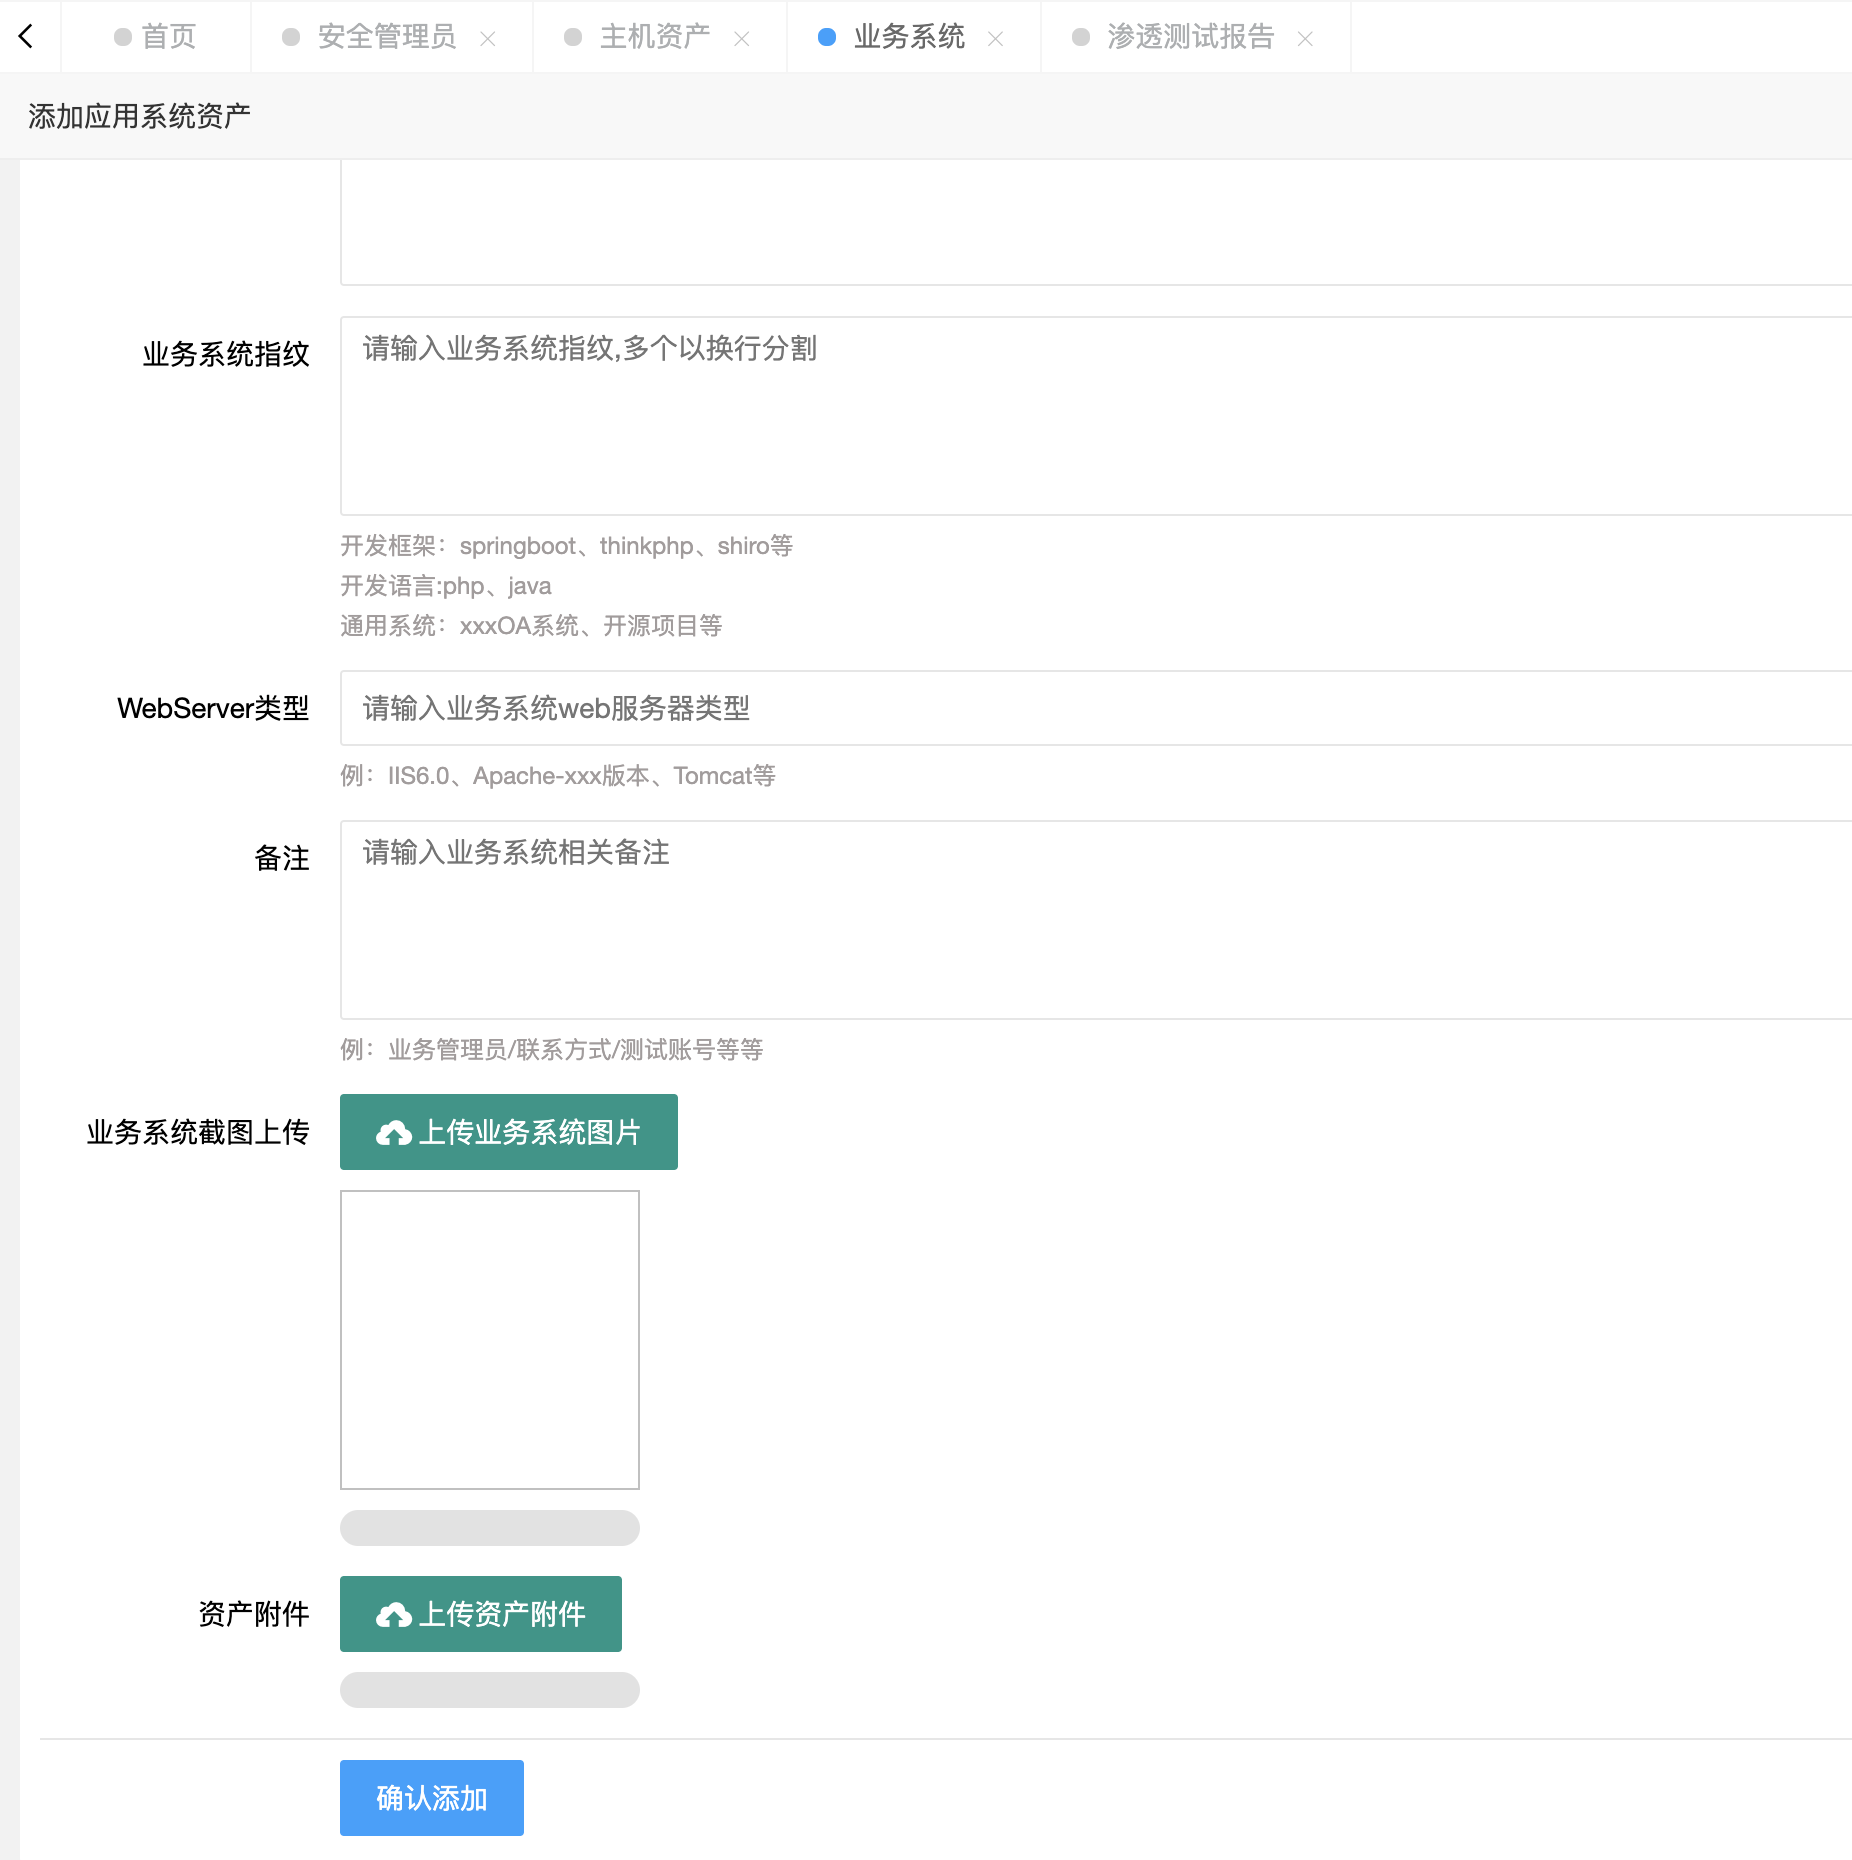 首页 安全管理员 主机资产 业务系统 渗透测试报告
添加应用系统资产
业务系统指纹
请输入业务系统指纹,多个以换行分割
开发框架：springboot、thinkphp、shiro等
开发语言:php、java
通用系统：xxxOA系统、开源项目等
WebServer类型
请输入业务系统web服务器类型
例：IIS6.0、Apache-xxx版本、Tomcat等
备注
请输入业务系统相关备注
例：业务管理员/联系方式/测试账号等等
业务系统截图上传
上传业务系统图片
资产附件
上传资产附件
确认添加